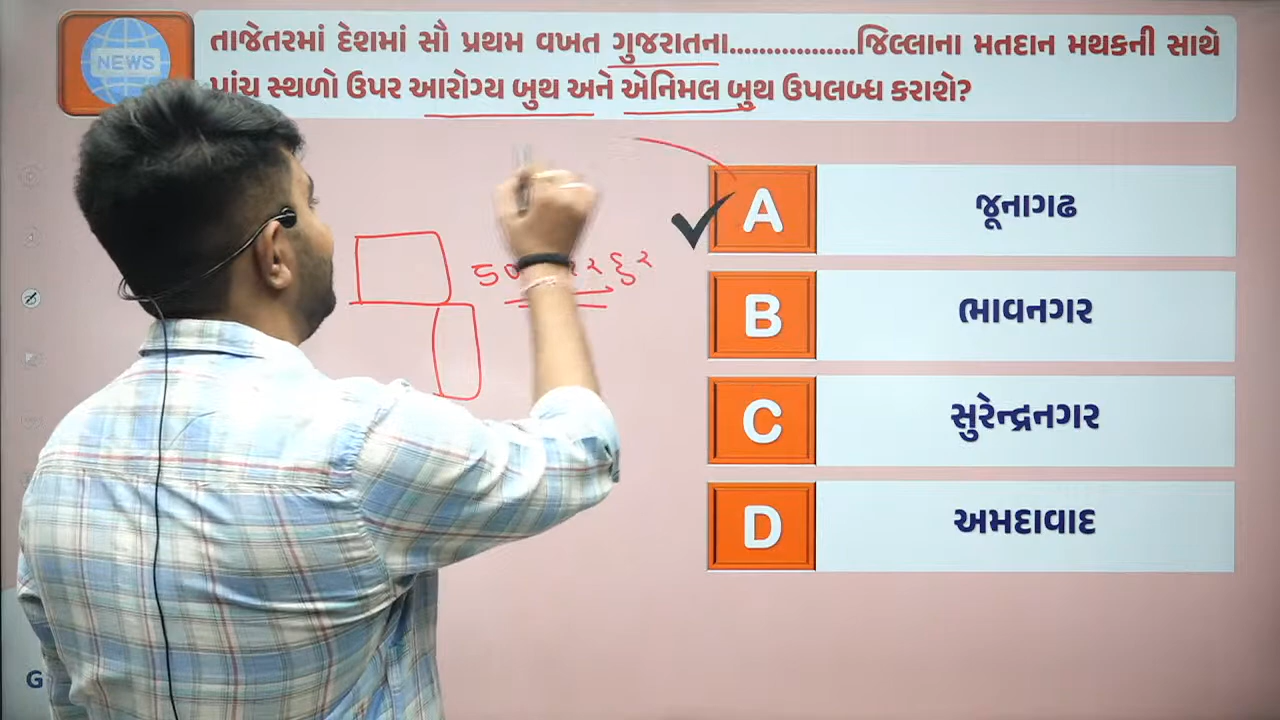 NEWS
તાજેતરમાં દેશમાં સૌ પ્રથમ વખત ગુજરાતના.................જિલ્લાના મતદાન મથકની સાથે
પાંચ સ્થળો ઉપર આરોગ્ય બુથ અને એનિમલ બુથ ઉપલબ્ધ કરાશે?
A જૂનાગઢ
B ભાવનગર
C સુરેન્દ્રનગર
D અમદાવાદ
G